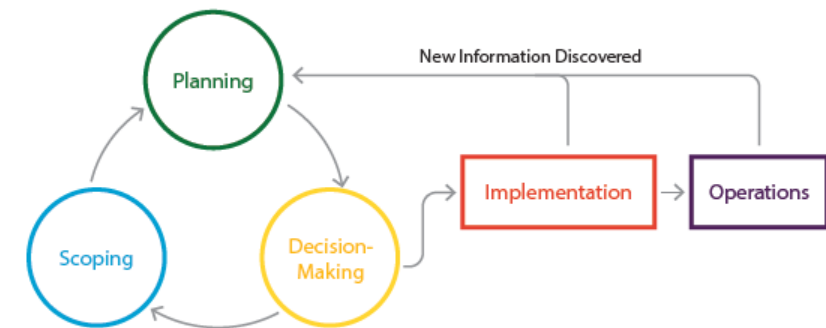 New Information Discovered
Planning
Implementation
Operations
Scoping
Decision-
Making